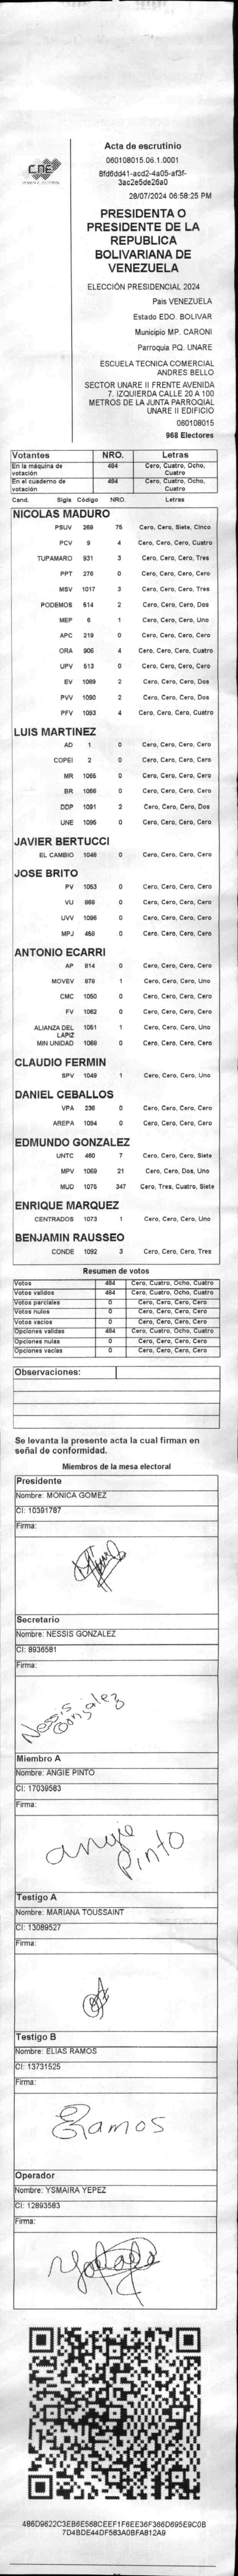 CNE
Acta de escrutinio
060108015.06.1.0001
8fd6dd41-acd2-4a05-af3f-
3ac2e5de26a0
28/07/2024 06:58:25 PM
PRESIDENTA O
PRESIDENTE DE LA
REPUBLICA
BOLIVARIANA DE
VENEZUELA
ELECCIÓN PRESIDENCIAL 2024
Pais VENEZUELA
Estado EDO. BOLIVAR
Municipio MP. CARONI
Parroquia PQ. UNARE
ESCUELA TECNICA COMERCIAL
ANDRES BELLO
SECTOR UNARE II FRENTE AVENIDA
7. IZQUIERDA CALLE 20 A 100
METROS DE LA JUNTA PARROQIAL
UNARE II EDIFICIO
060108015
968 Electores
Votantes NRO. Letras
En la máquina de votación 484 Cero, Cuatro, Ocho, Cuatro
En el cuaderno de votación 484 Cero, Cuatro, Ocho, Cuatro
Cand. Sigla Código NRO. Letras
NICOLAS MADURO
PSUV 269 75 Cero, Cero, Siete, Cinco
PCV 9 4 Cero, Cero, Cero, Cuatro
TUPAMARO 931 3 Cero, Cero, Cero, Tres
PPT 276 0 Cero, Cero, Cero, Cero
MSV 1017 3 Cero, Cero, Cero, Tres
PODEMOS 514 2 Cero, Cero, Cero, Dos
MEP 6 1 Cero, Cero, Cero, Uno
APC 219 0 Cero, Cero, Cero, Cero
ORA 906 4 Cero, Cero, Cero, Cuatro
UPV 513 0 Cero, Cero, Cero, Cero
EV 1089 2 Cero, Cero, Cero, Dos
PVV 1090 2 Cero, Cero, Cero, Dos
PFV 1093 4 Cero, Cero, Cero, Cuatro
LUIS MARTINEZ
AD 1 0 Cero, Cero, Cero, Cero
COPEI 2 0 Cero, Cero, Cero, Cero
MR 1065 0 Cero, Cero, Cero, Cero
BR 1066 0 Cero, Cero, Cero, Cero
DDP 1091 2 Cero, Cero, Cero, Dos
UNE 1095 0 Cero, Cero, Cero, Cero
JAVIER BERTUCCI
EL CAMBIO 1048 0 Cero, Cero, Cero, Cero
JOSE BRITO
PV 1053 0 Cero, Cero, Cero, Cero
VU 868 0 Cero, Cero, Cero, Cero
UVV 1096 0 Cero, Cero, Cero, Cero
MPJ 458 0 Cero, Cero, Cero, Cero
ANTONIO ECARRI
AP 814 0 Cero, Cero, Cero, Cero
MOVEV 878 1 Cero, Cero, Cero, Uno
CMC 1050 0 Cero, Cero, Cero, Cero
FV 1062 0 Cero, Cero, Cero, Cero
ALIANZA DEL LAPIZ 1051 1 Cero, Cero, Cero, Uno
MIN UNIDAD 1068 0 Cero, Cero, Cero, Cero
CLAUDIO FERMIN
SPV 1049 1 Cero, Cero, Cero, Uno
DANIEL CEBALLOS
VPA 236 0 Cero, Cero, Cero, Cero
AREPA 1094 0 Cero, Cero, Cero, Cero
EDMUNDO GONZALEZ
UNTC 460 7 Cero, Cero, Cero, Siete
MPV 1069 21 Cero, Cero, Dos, Uno
MUD 1075 347 Cero, Tres, Cuatro, Siete
ENRIQUE MARQUEZ
CENTRADOS 1073 1 Cero, Cero, Cero, Uno
BENJAMIN RAUSSEO
CONDE 1092 3 Cero, Cero, Cero, Tres
Resumen de votos
Votos 484 Cero, Cuatro, Ocho, Cuatro
Votos validos 484 Cero, Cuatro, Ocho, Cuatro
Votos parciales 0 Cero, Cero, Cero, Cero
Votos nulos 0 Cero, Cero, Cero, Cero
Votos vacios 0 Cero, Cero, Cero, Cero
Opciones validas 484 Cero, Cuatro, Ocho, Cuatro
Opciones nulas 0 Cero, Cero, Cero, Cero
Opciones vacias 0 Cero, Cero, Cero, Cero
Observaciones:
Se levanta la presente acta la cual firman en
señal de conformidad.
Miembros de la mesa electoral
Presidente
Nombre: MONICA GOMEZ
CI: 10391767
Firma:
Secretario
Nombre: NESSIS GONZALEZ
CI: 8936581
Firma:
Nessis
González
Miembro A
Nombre: ANGIE PINTO
CI: 17039583
Firma:
angie
Pinto
Testigo A
Nombre: MARIANA TOUSSAINT
CI: 13089527
Firma:
Testigo B
Nombre: ELIAS RAMOS
CI: 13731525
Firma:
ERamos
Operador
Nombre: YSMAIRA YEPEZ
CI: 12893583
Firma:
486D9622C3EB6E568CEEF1F6EE36F366D695E9C0B
7D4BDE44DF583A0BFA812A9